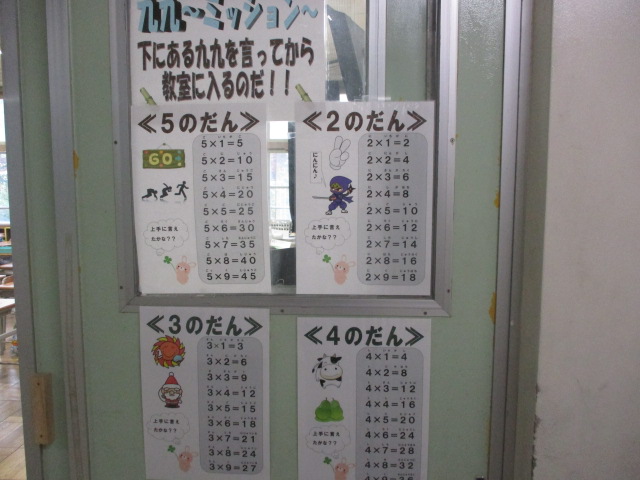 九九～ミッション～
下にある九九を言ってから
教室に入るのだ！！
≪5のだん≫
GO
5×1=5
5×2=10
5×3=15
5×4=20
5×5=25
5×6=30
5×7=35
5×8=40
5×9=45
上手に言え
たかな??
≪2のだん≫
にんにん♪
2×1=2
2×2=4
2×3=6
2×4=8
2×5=10
2×6=12
2×7=14
2×8=16
2×9=18
上手に言え
たかな??
≪3のだん≫
3×1=3
3×2=6
3×3=9
3×4=12
3×5=15
3×6=18
3×7=21
3×8=24
3×9=27
上手に言え
たかな??
≪4のだん≫
4×1=4
4×2=8
4×3=12
4×4=16
4×5=20
4×6=24
4×7=28
4×8=32
4×9=36
上手に言え
たかな??